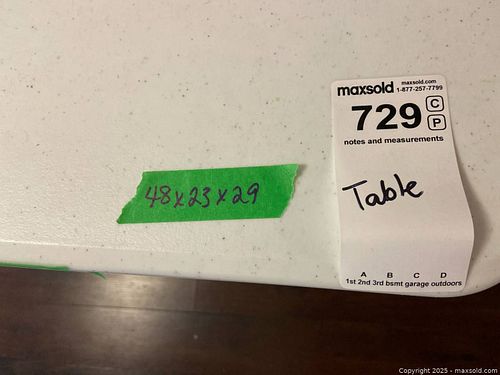 maxsold maxsold.com
1-877-257-7799
729 C
P
notes and measurements
48x23x29
Table
A B C D
1st 2nd 3rd bsmt garage outdoors
Copyright 2025 - maxsold.com